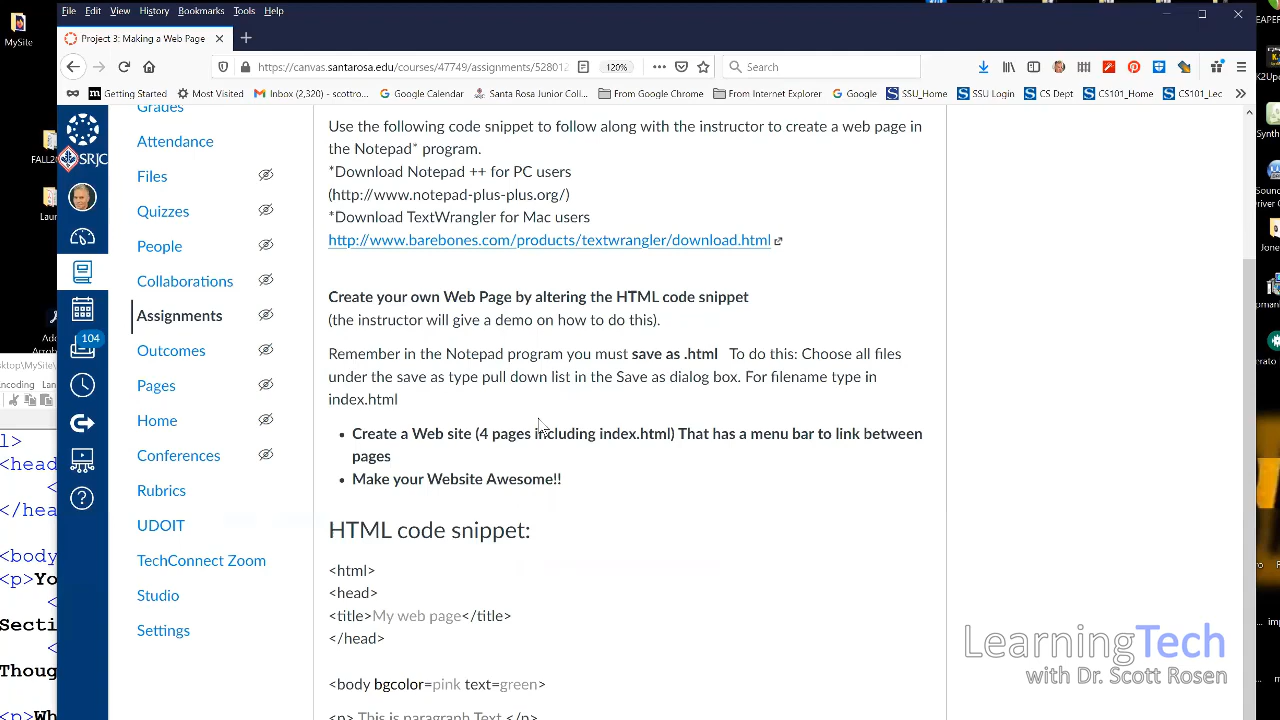 File Edit View History Bookmarks Tools Help
MySite
Project 3: Making a Web Page
https://canvas.santarosa.edu/courses/47749/assignments/52801
120%
Search
Getting Started Most Visited Inbox (2,320) - scottro... Google Calendar Santa Rosa Junior Col... From Google Chrome From Internet Explorer Google SSU_Home SSU Login CS Dept CS101_Home CS101_Lec
SRJC
104
Grades
Attendance
Files
Quizzes
People
Collaborations
Assignments
Outcomes
Pages
Home
Conferences
Rubrics
UDOIT
TechConnect Zoom
Studio
Settings
Use the following code snippet to follow along with the instructor to create a web page in
the Notepad* program.
*Download Notepad ++ for PC users
(http://www.notepad-plus-plus.org/)
*Download TextWrangler for Mac users
http://www.barebones.com/products/textwrangler/download.html
Create your own Web Page by altering the HTML code snippet
(the instructor will give a demo on how to do this).
Remember in the Notepad program you must save as .html To do this: Choose all files
under the save as type pull down list in the Save as dialog box. For filename type in
index.html
• Create a Web site (4 pages including index.html) That has a menu bar to link between
pages
• Make your Website Awesome!!
HTML code snippet:
<html>
<head>
<title>My web page</title>
</head>
<body bgcolor=pink text=green>
<p> This is paragraph Text </p>
l>
<head
<
</head
<body
<p>Yo
<
Secti
<
Thoug
<p>Wh
LearningTech
with Dr. Scott Rosen